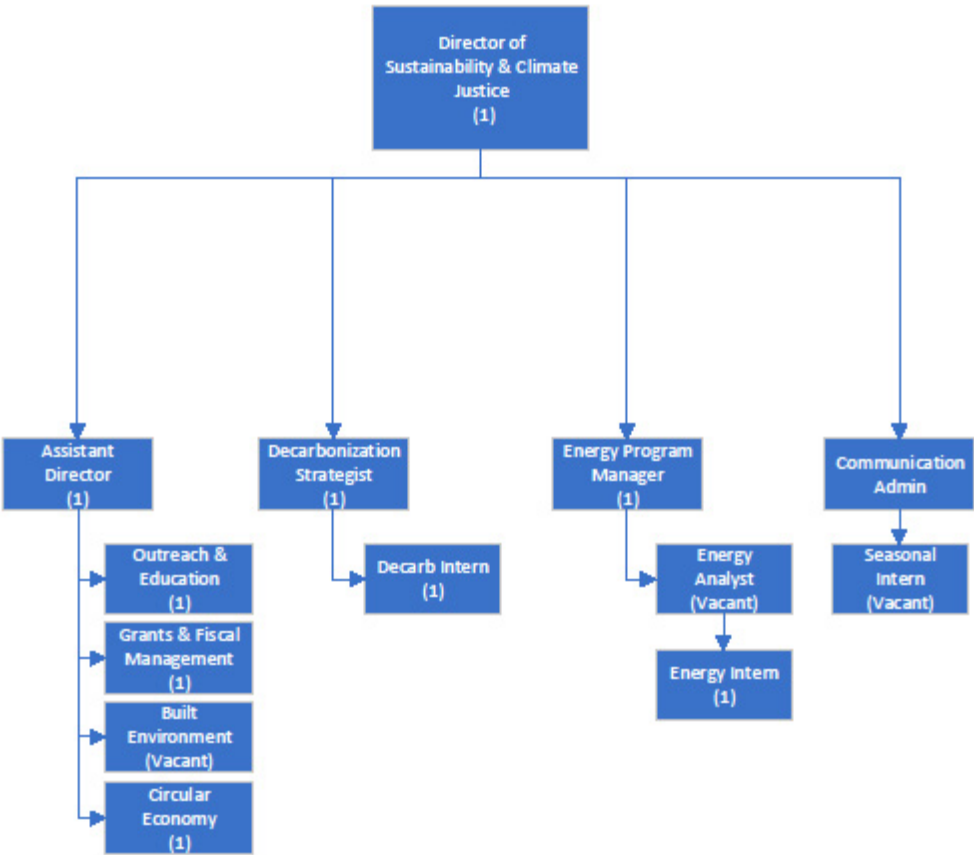 Director of
Sustainability & Climate
Justice
(1)
Assistant
Director
(1)
Decarbonization
Strategist
(1)
Energy Program
Manager
(1)
Communication
Admin
Outreach &
Education
(1)
Grants & Fiscal
Management
(1)
Built
Environment
(Vacant)
Circular
Economy
(1)
Decarb Intern
(1)
Energy
Analyst
(Vacant)
Energy Intern
(1)
Seasonal
Intern
(Vacant)